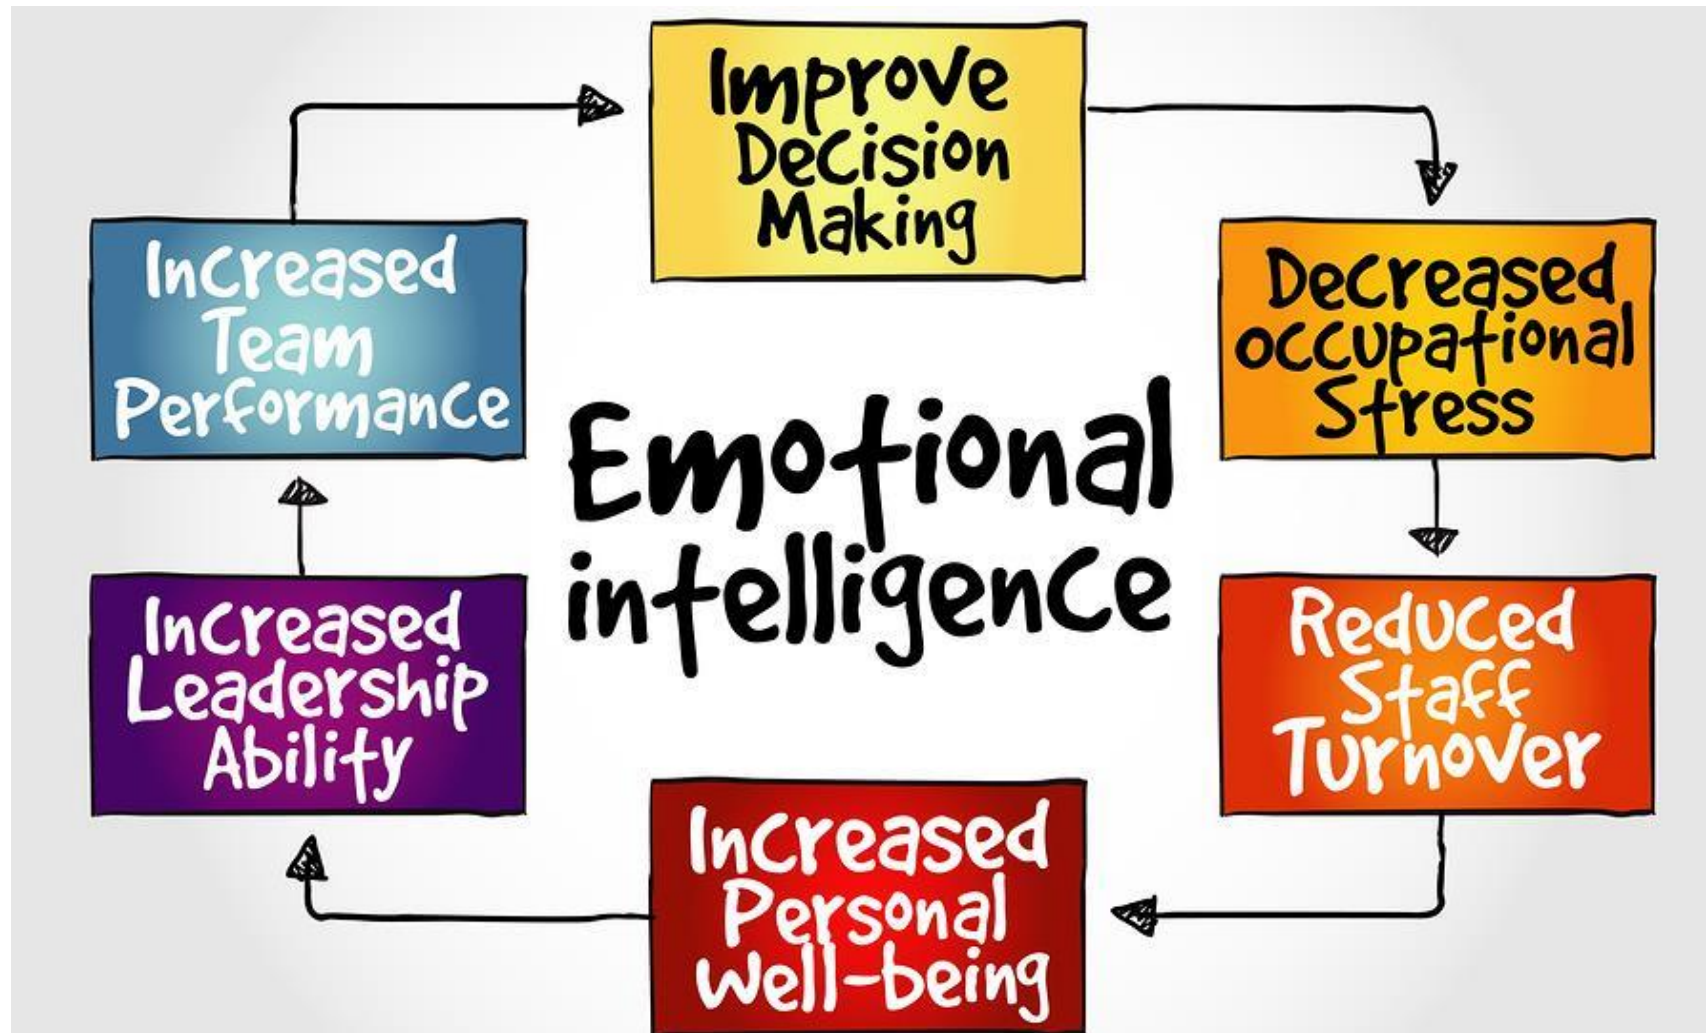 Improve
Decision
Making
Decreased
occupational
Stress
Reduced
Staff
Turnover
Increased
Personal
well-being
Increased
Leadership
Ability
Increased
Team
Performance
Emotional
intelligence